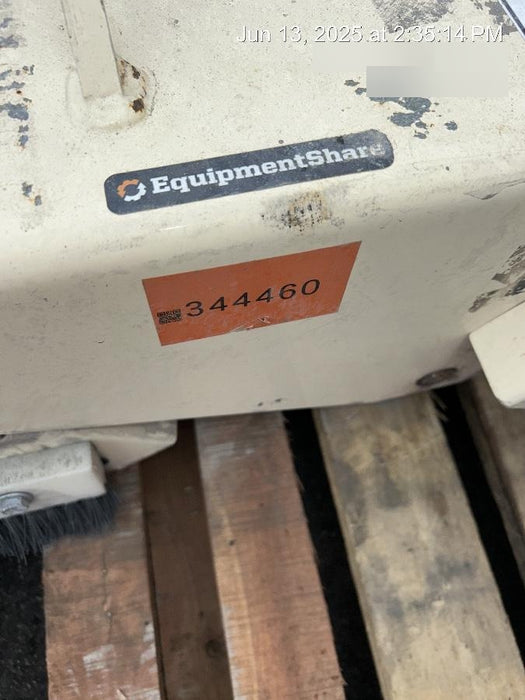 Jun 13, 2025 at 2:35:14 PM
EquipmentShare
344460